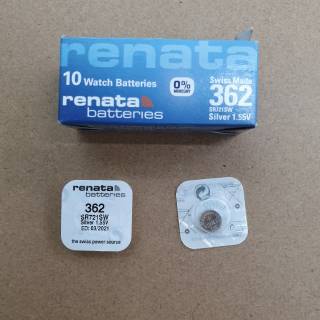 renata
10 Watch Batteries
0%
MERCURY
renata
batteries
Swiss Made
362
SR721SW
Silver 1.55V
renata
batteries
362
SR721SW
Silver 1.55V
ED: 03/2021
the swiss power source